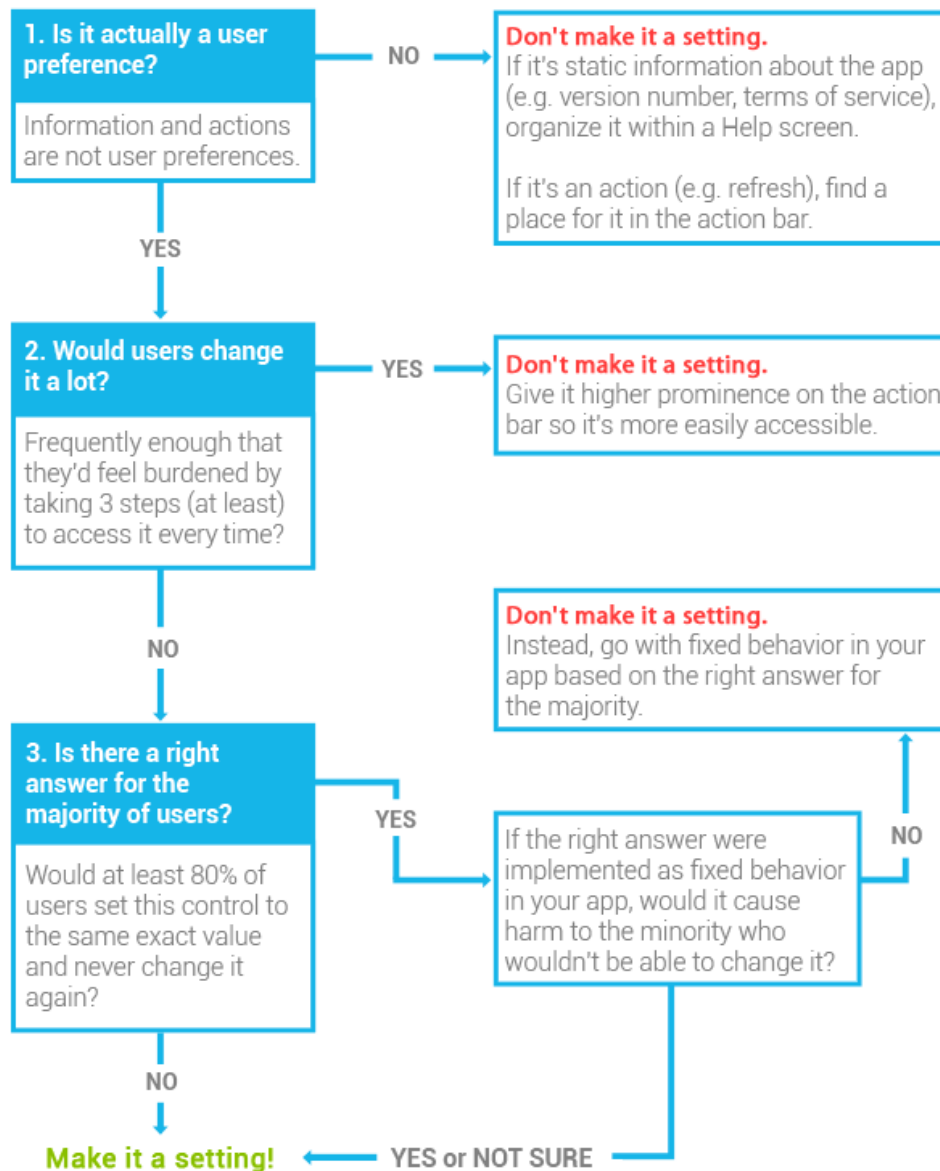 1. Is it actually a user
preference?
Information and actions
are not user preferences.
NO
Don't make it a setting.
If it's static information about the app
(e.g. version number, terms of service),
organize it within a Help screen.
If it's an action (e.g. refresh), find a
place for it in the action bar.
YES
2. Would users change
it a lot?
Frequently enough that
they'd feel burdened by
taking 3 steps (at least)
to access it every time?
YES
Don't make it a setting.
Give it higher prominence on the action
bar so it's more easily accessible.
NO
Don't make it a setting.
Instead, go with fixed behavior in your
app based on the right answer for
the majority.
3. Is there a right
answer for the
majority of users?
Would at least 80% of
users set this control to
the same exact value
and never change it
again?
YES
If the right answer were
implemented as fixed behavior
in your app, would it cause
harm to the minority who
wouldn't be able to change it?
NO
NO
Make it a setting!
YES or NOT SURE